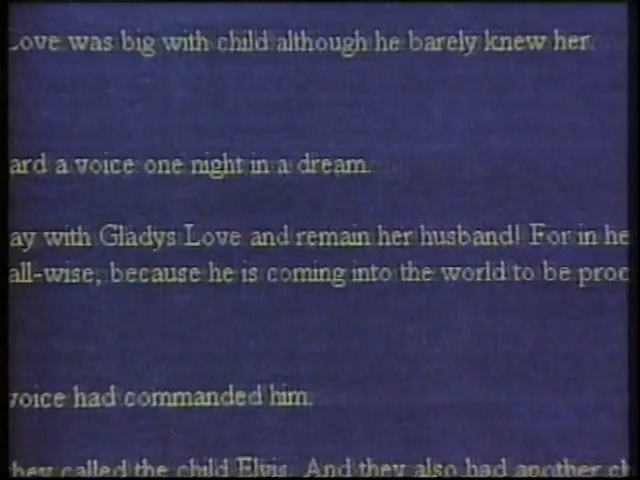 Love was big with child although he barely knew her.
ard a voice one night in a dream.
ay with Gladys Love and remain her husband! For in he
all-wise, because he is coming into the world to be proc
voice had commanded him.
hey called the child Elvis. And they also had another ch